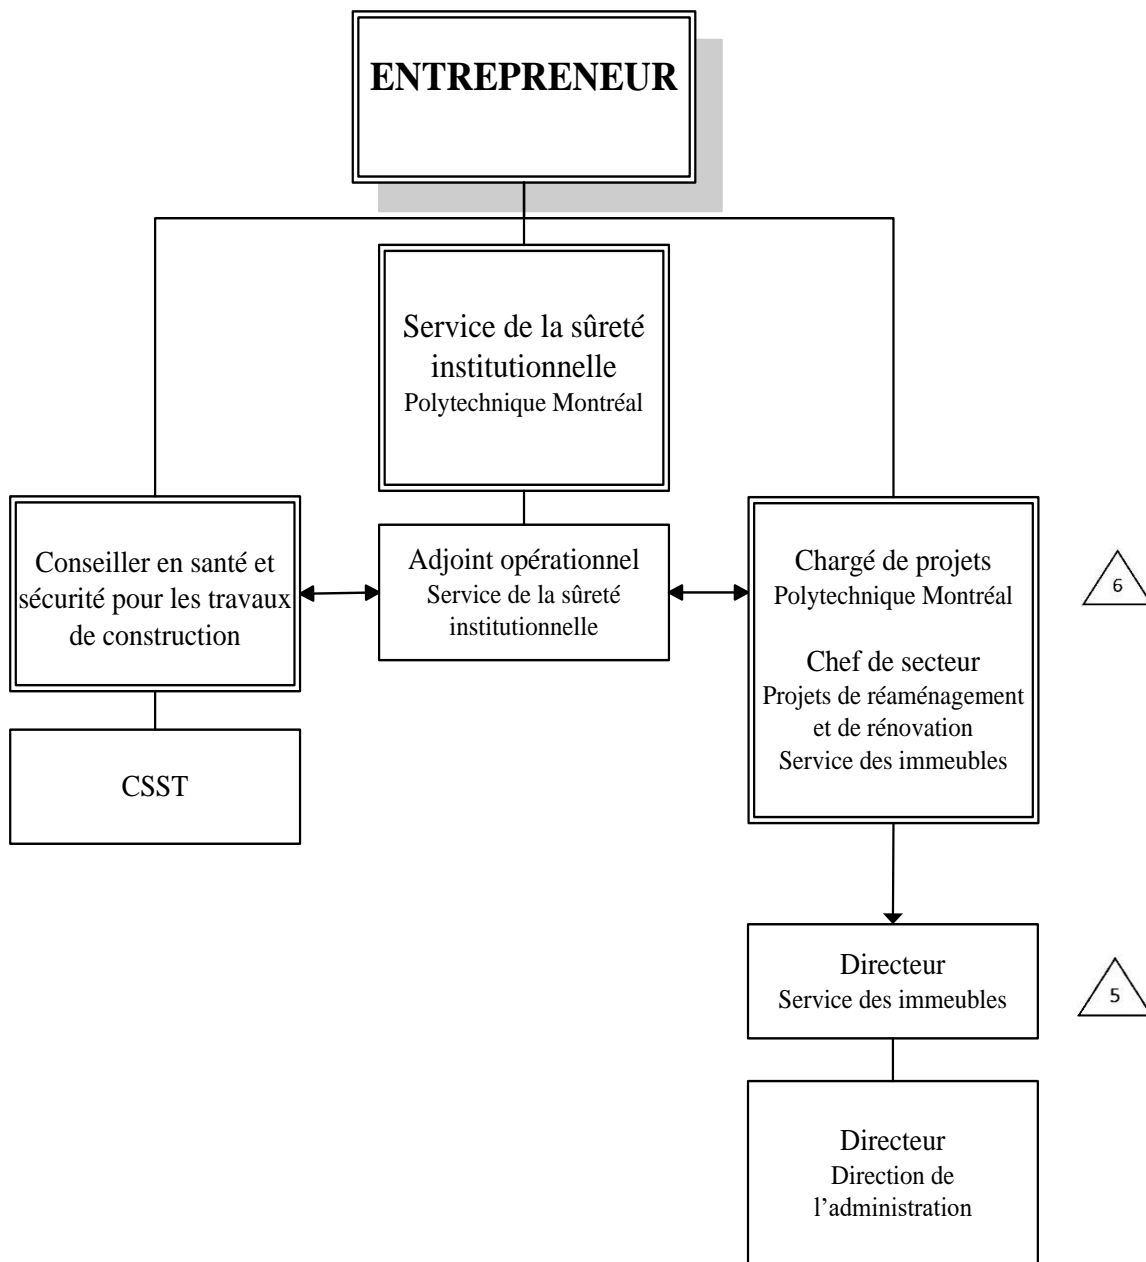 ENTREPRENEUR
Service de la sûreté
institutionnelle
Polytechnique Montréal
Conseiller en santé et
sécurité pour les travaux
de construction
Adjoint opérationnel
Service de la sûreté
institutionnelle
Chargé de projets
Polytechnique Montréal
Chef de secteur
Projets de réaménagement
et de rénovation
Service des immeubles
6
CSST
Directeur
Service des immeubles
5
Directeur
Direction de
l’administration